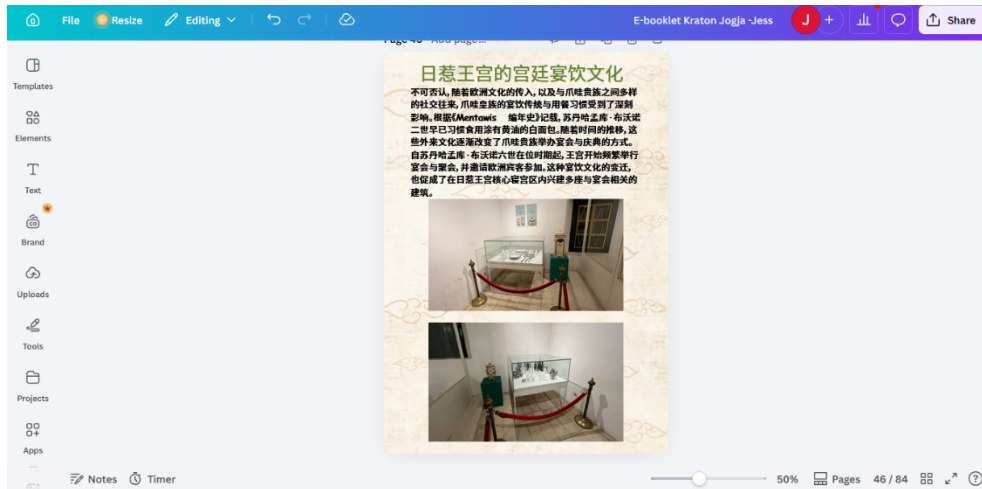 File Resize Editing E-booklet Kraton Jogja -Jess J + Share
Templates
Elements
Text
Brand
Uploads
Tools
Projects
Apps
Page 46 Add page...
日惹王宫的宫廷宴饮文化
不可否认，随着欧洲文化的传入，以及与爪哇贵族之间多样
的社交往来，爪哇皇族的宴饮传统与用餐习惯受到了深刻
影响。根据《Mentawis 编年史》记载，苏丹哈孟库·布沃诺
二世早已习惯食用涂有黄油的白面包。随着时间的推移，这
些外来文化逐渐改变了爪哇贵族举办宴会与庆典的方式。
自苏丹哈孟库·布沃诺六世在位时期起，王宫开始频繁举行
宴会与聚会，并邀请欧洲宾客参加。这种宴饮文化的变迁，
也促成了在日惹王宫核心寝宫区内兴建多座与宴会相关的
建筑。
Notes Timer 50% Pages 46 / 84